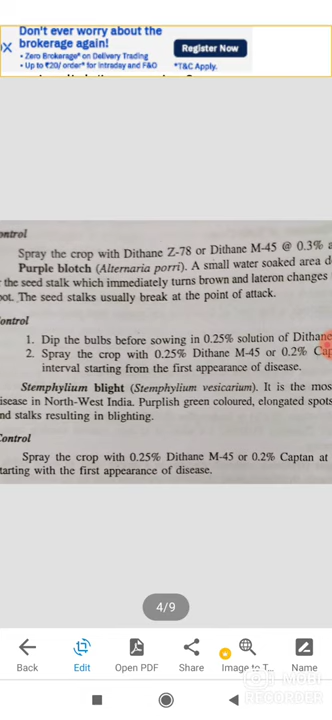 Don't ever worry about the
brokerage again!
• Zero Brokerage* on Delivery Trading
• Up to ₹20/ order* for Intraday and F&O
Register Now
*T&C Apply.
ontrol
Spray the crop with Dithane Z-78 or Dithane M-45 @ 0.3% a
Purple blotch (Alternaria porri). A small water soaked area d
the seed stalk which immediately turns brown and lateron changes
pot. The seed stalks usually break at the point of attack.
ontrol
1. Dip the bulbs before sowing in 0.25% solution of Dithane
2. Spray the crop with 0.25% Dithane M-45 or 0.2% Cap
interval starting from the first appearance of disease.
Stemphylium blight (Stemphylium vesicarium). It is the mos
isease in North-West India. Purplish green coloured, elongated spots
nd stalks resulting in blighting.
Control
Spray the crop with 0.25% Dithane M-45 or 0.2% Captan at
tarting with the first appearance of disease.
4/9
Back
Edit
Open PDF
Share
Image to T...
Name
MOBI
RECORDER